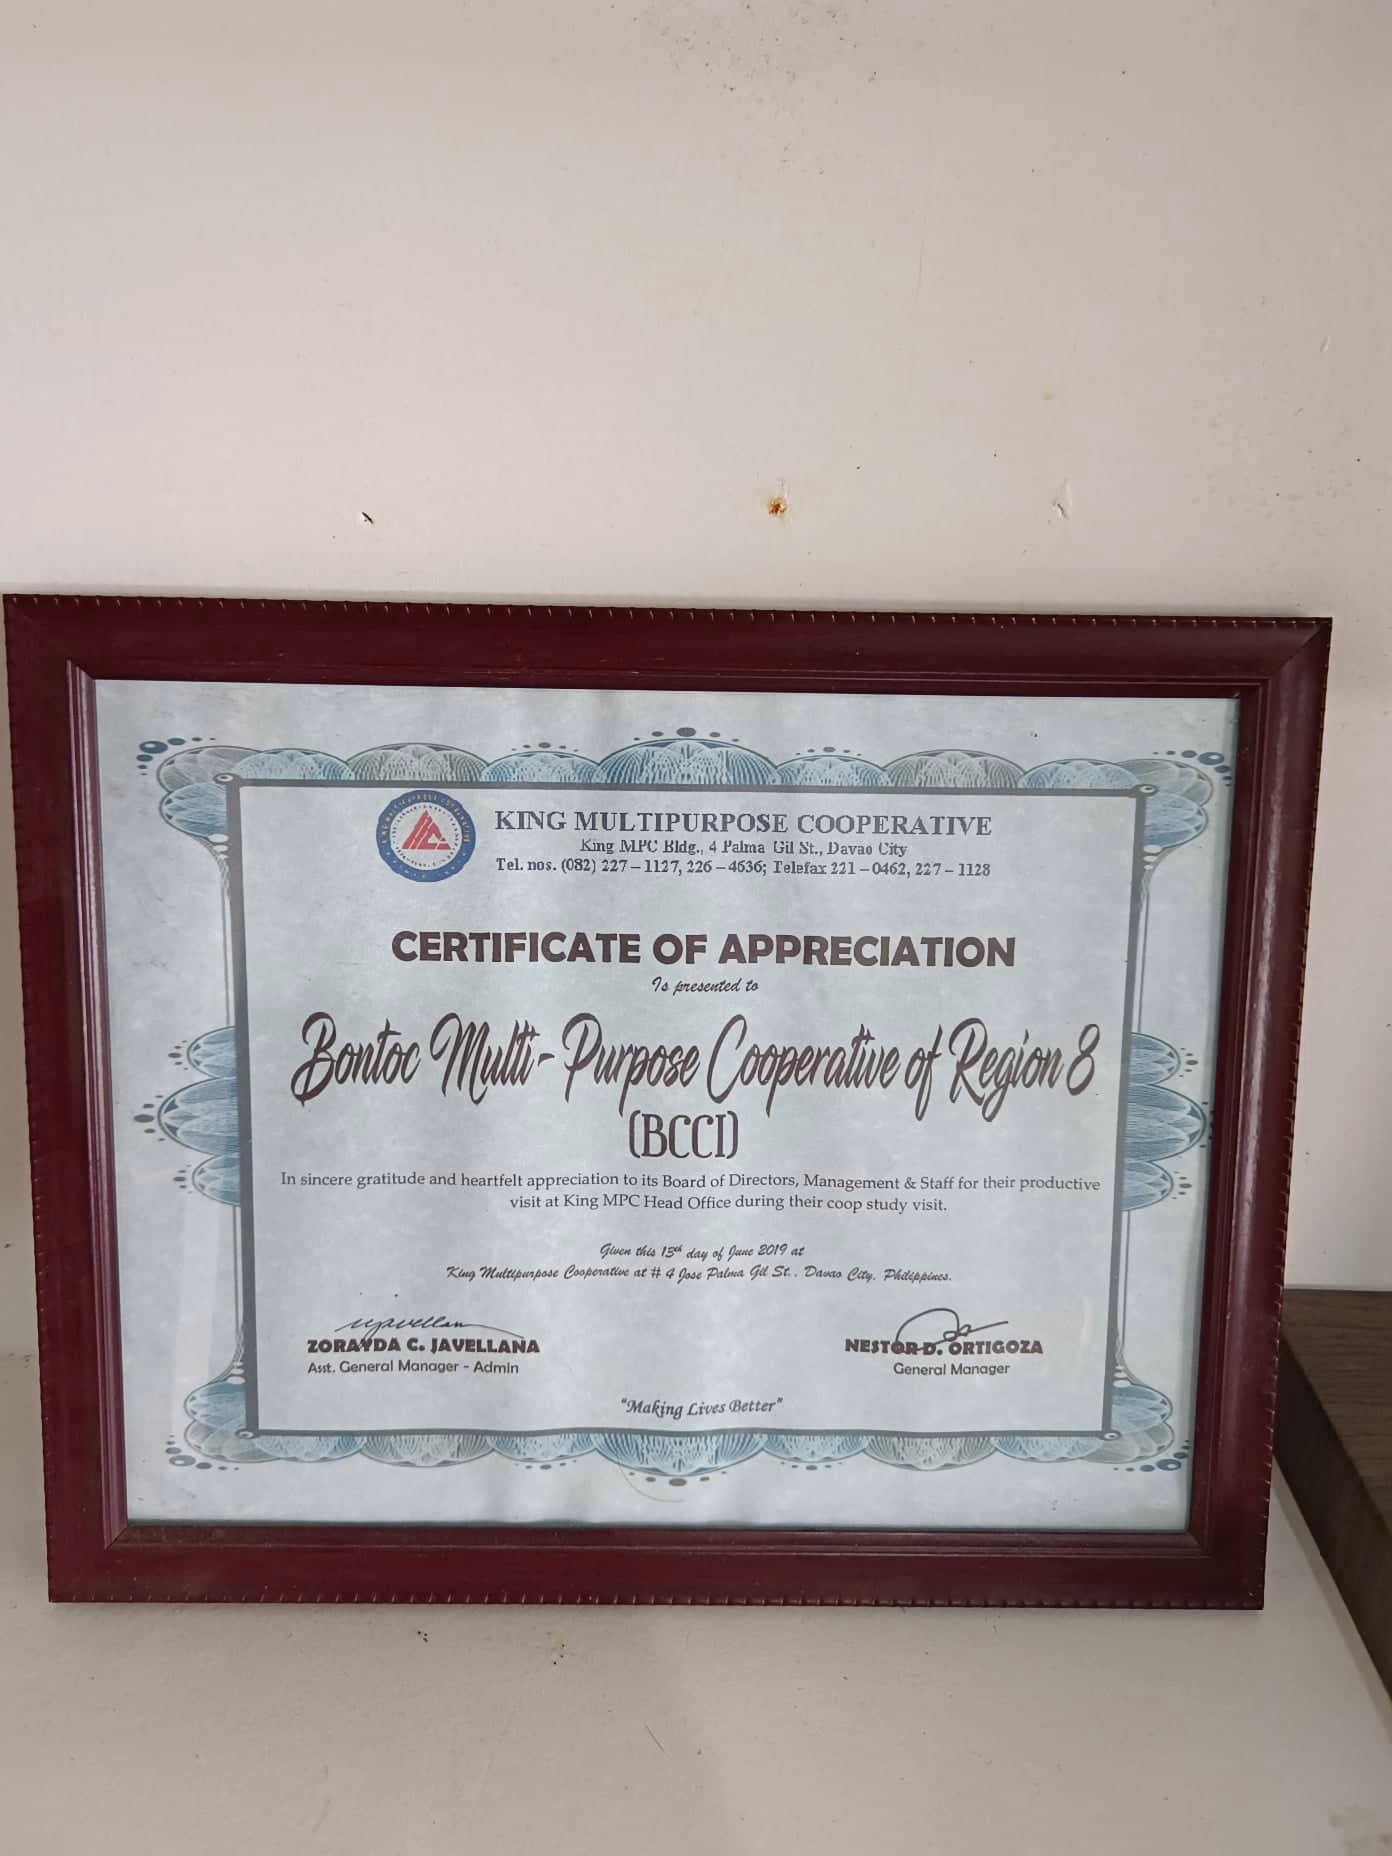 KING MULTIPURPOSE COOPERATIVE
King MPC Bldg., 4 Palma Gil St., Davao City
Tel. nos. (082) 227 – 1127, 226 – 4636; Telefax 221 – 0462, 227 – 1128
CERTIFICATE OF APPRECIATION
Is presented to
Bontoc Multi-Purpose Cooperative of Region 8
(BCCI)
In sincere gratitude and heartfelt appreciation to its Board of Directors, Management & Staff for their productive
visit at King MPC Head Office during their coop study visit.
Given this 13th day of June 2019 at
King Multipurpose Cooperative at # 4 Jose Palma Gil St., Davao City, Philippines.
ZORAYDA C. JAVELLANA
Asst. General Manager - Admin
NESTOR D. ORTIGOZA
General Manager
"Making Lives Better"